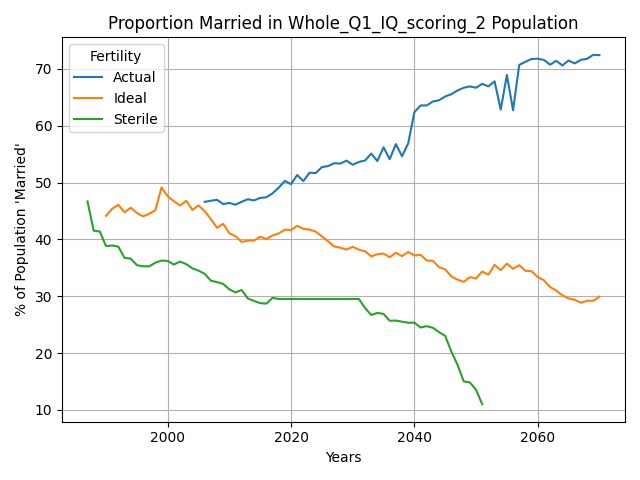 Proportion Married in Whole_Q1_IQ_scoring_2 Population
Fertility
Actual
Ideal
Sterile
% of Population 'Married'
70
60
50
40
30
20
10
2000
2020
2040
2060
Years